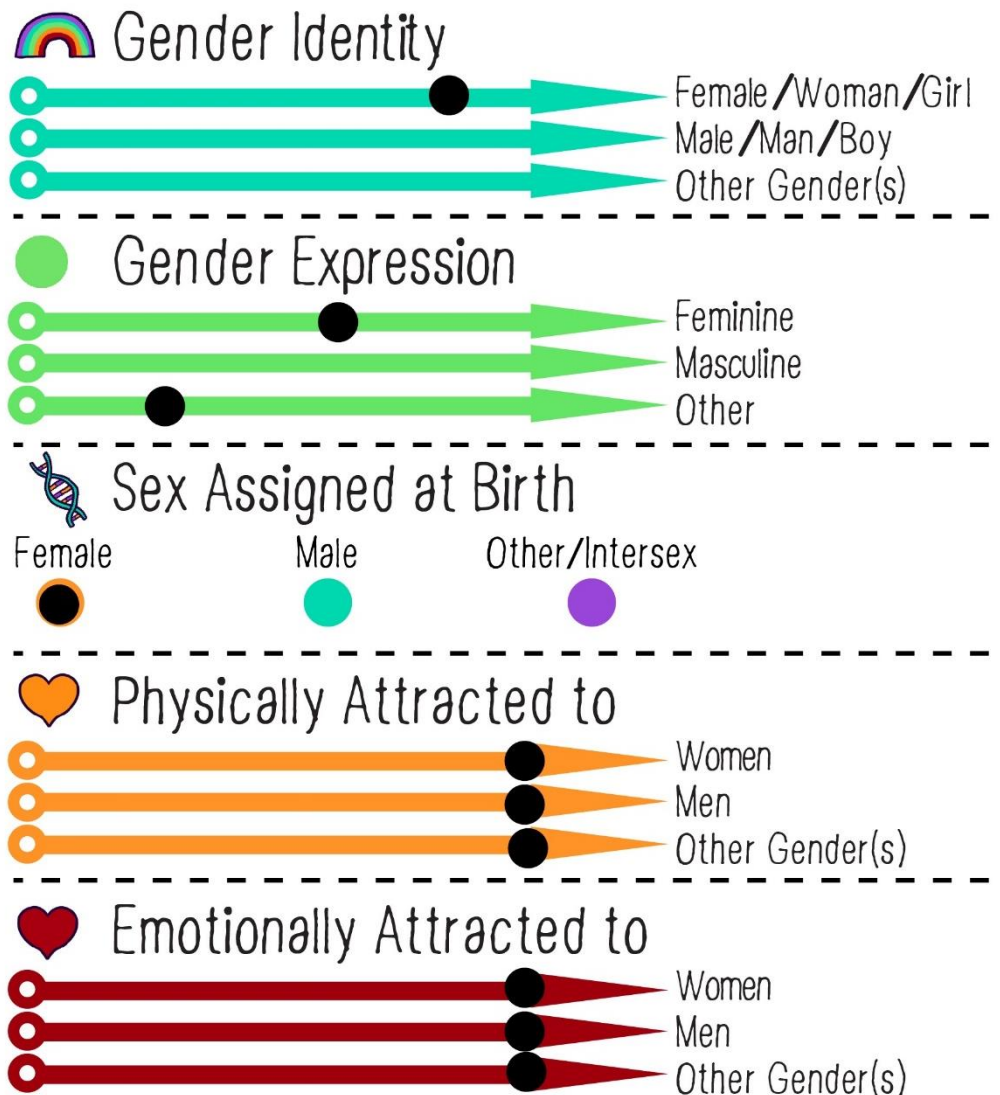 Gender Identity
Female/Woman/Girl
Male/Man/Boy
Other Gender(s)
Gender Expression
Feminine
Masculine
Other
Sex Assigned at Birth
Female Male Other/Intersex
Physically Attracted to
Women
Men
Other Gender(s)
Emotionally Attracted to
Women
Men
Other Gender(s)